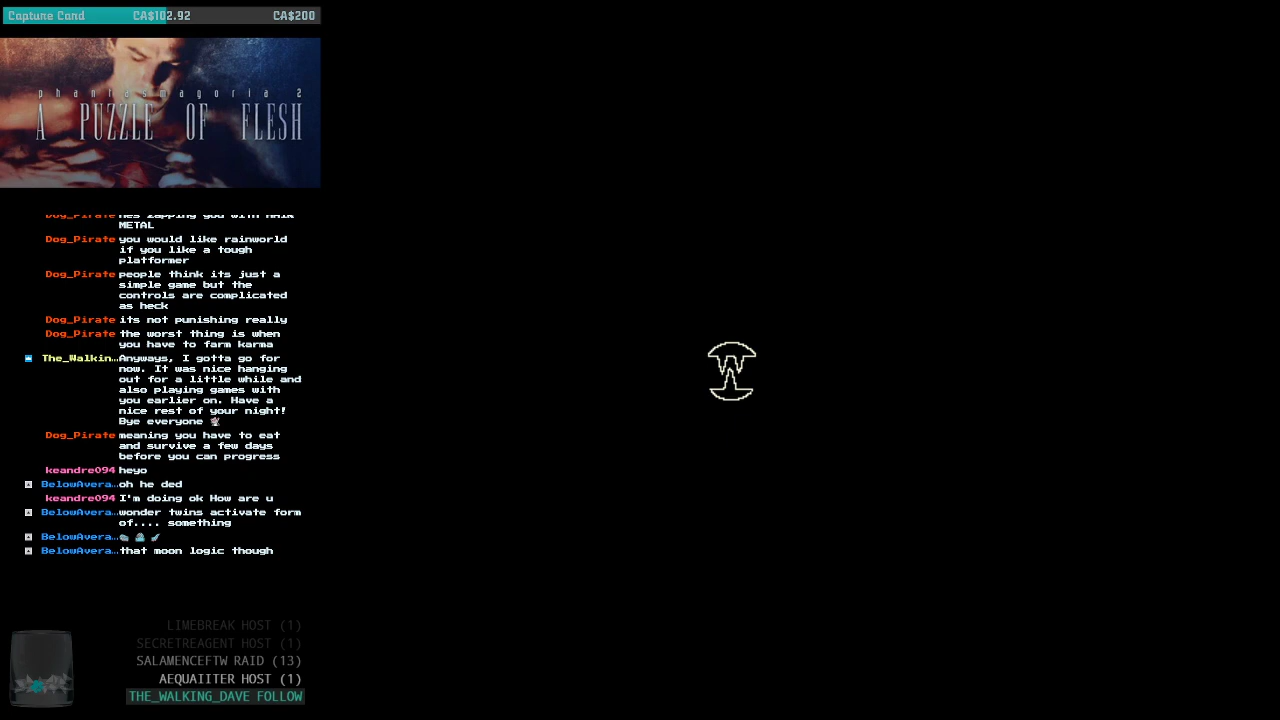 Capture Card CA$102.92 CA$200
phantasmagoria 2
A PUZZLE OF FLESH
Dog_Pirate hes zapping you with HAIR
METAL
Dog_Pirate you would like rainworld
if you like a tough
platformer
Dog_Pirate people think its just a
simple game but the
controls are complicated
as heck
Dog_Pirate its not punishing really
Dog_Pirate the worst thing is when
you have to farm karma
The_Walkin… Anyways, I gotta go for
now. It was nice hanging
out for a little while and
also playing games with
you earlier on. Have a
nice rest of your night!
Bye everyone
Dog_Pirate meaning you have to eat
and survive a few days
before you can progress
keandre094 heyo
BelowAvera… oh he ded
keandre094 I'm doing ok How are u
BelowAvera… wonder twins activate form
of.... something
BelowAvera…
BelowAvera… that moon logic though
LIMEBREAK HOST (1)
SECRETREAGENT HOST (1)
SALAMENCEFTW RAID (13)
AEQUAIITER HOST (1)
THE_WALKING_DAVE FOLLOW